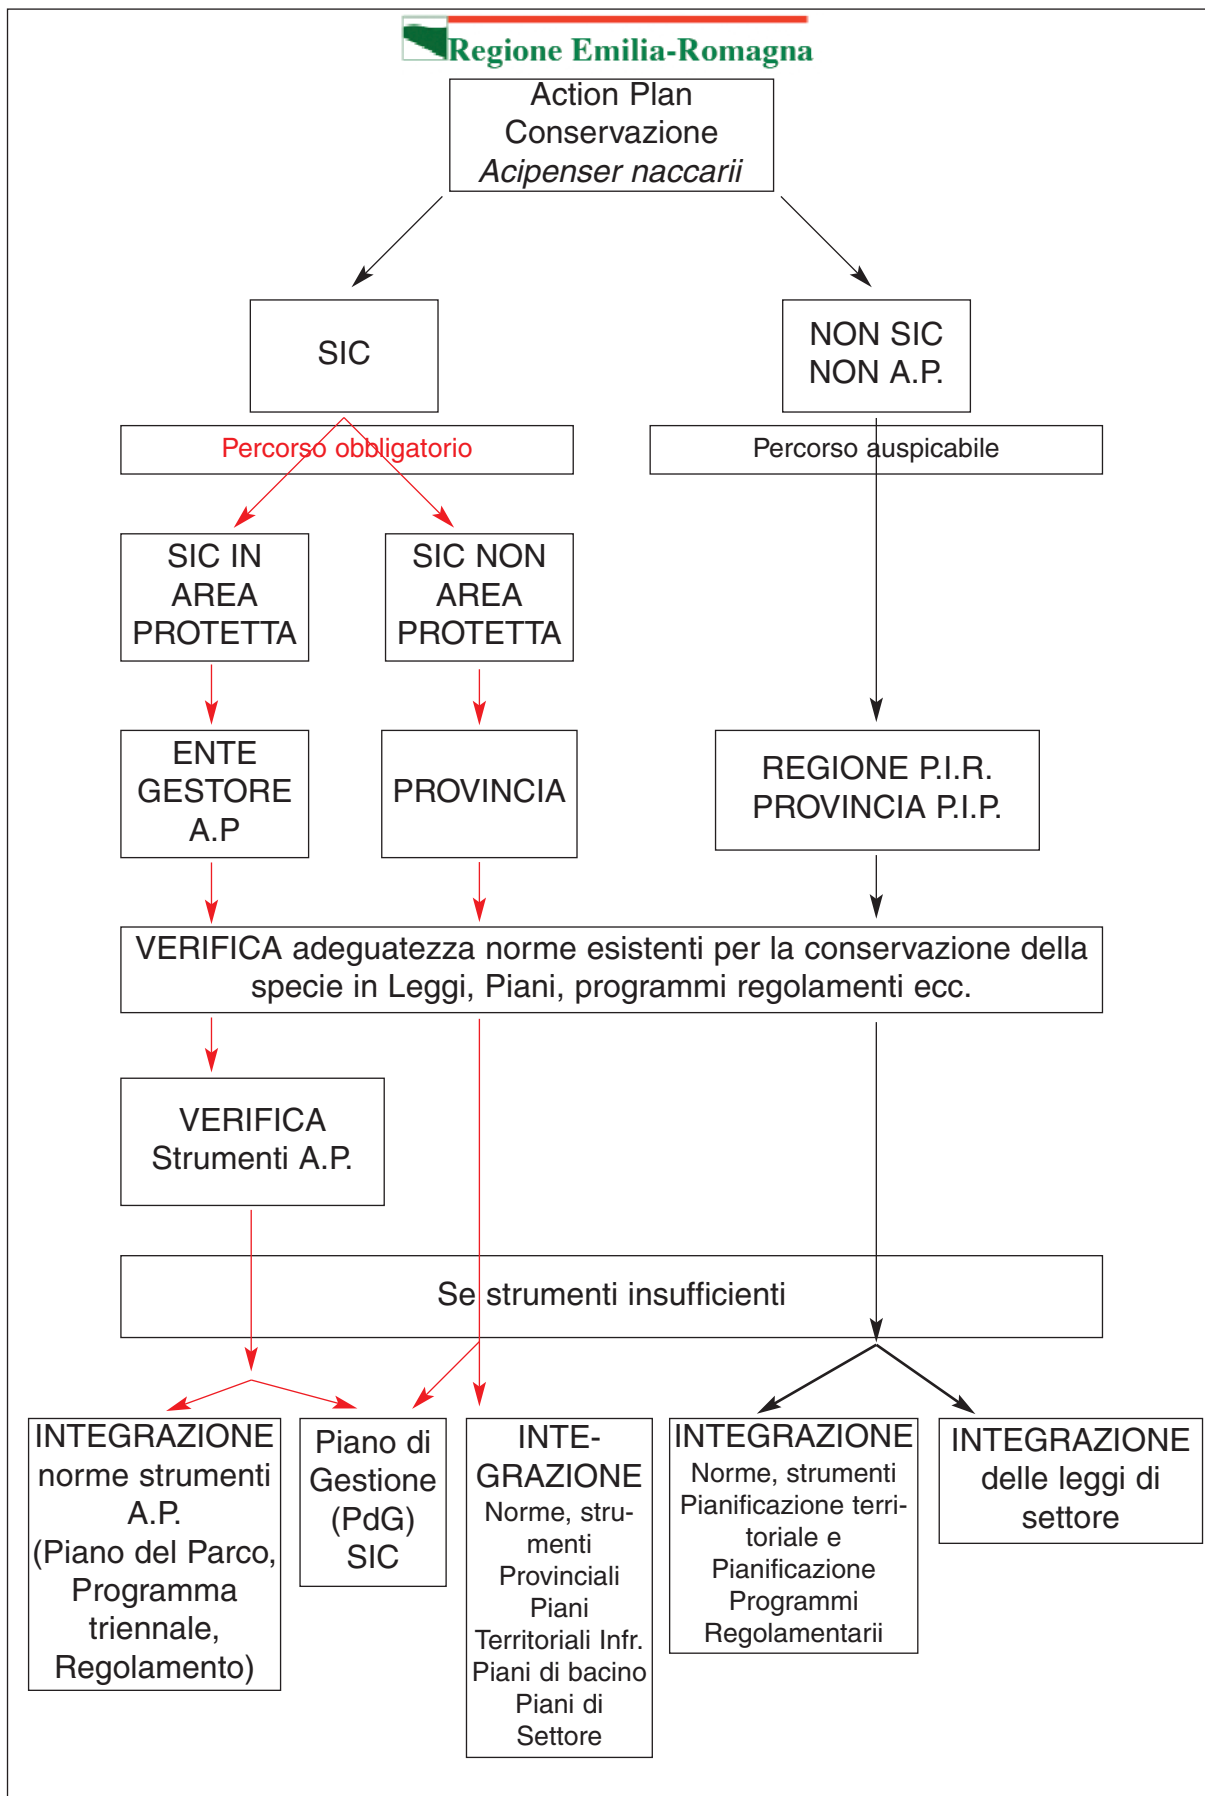 Regione Emilia-Romagna
Action Plan
Conservazione
Acipenser naccarii
SIC
NON SIC
NON A.P.
Percorso obbligatorio
Percorso auspicabile
SIC IN
AREA
PROTETTA
SIC NON
AREA
PROTETTA
ENTE
GESTORE
A.P
PROVINCIA
REGIONE P.I.R.
PROVINCIA P.I.P.
VERIFICA adeguatezza norme esistenti per la conservazione della
specie in Leggi, Piani, programmi regolamenti ecc.
VERIFICA
Strumenti A.P.
Se strumenti insufficienti
INTEGRAZIONE
norme strumenti
A.P.
(Piano del Parco,
Programma
triennale,
Regolamento)
Piano di
Gestione
(PdG)
SIC
INTE-
GRAZIONE
Norme, stru-
menti
Provinciali
Piani
Territoriali Infr.
Piani di bacino
Piani di
Settore
INTEGRAZIONE
Norme, strumenti
Pianificazione terri-
toriale e
Pianificazione
Programmi
Regolamentarii
INTEGRAZIONE
delle leggi di
settore